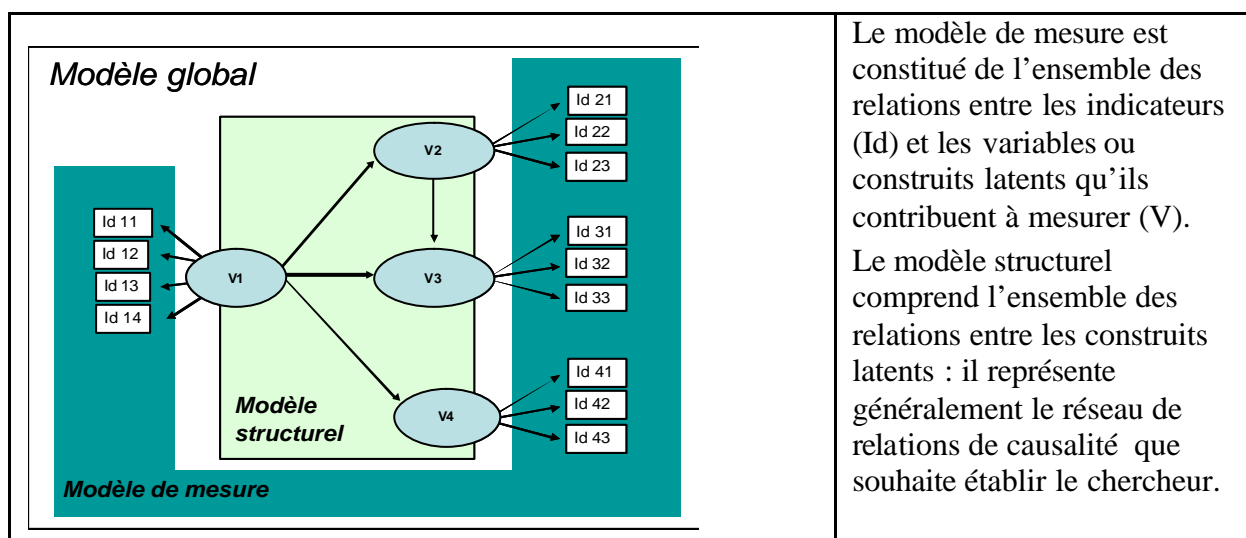 Modèle global
Id 21
Id 22
Id 23
V2
Id 11
Id 12
Id 13
Id 14
V1
V3
Id 31
Id 32
Id 33
V4
Id 41
Id 42
Id 43
Modèle
structurel
Modèle de mesure
Le modèle de mesure est
constitué de l’ensemble des
relations entre les indicateurs
(Id) et les variables ou
construits latents qu’ils
contribuent à mesurer (V).
Le modèle structurel
comprend l’ensemble des
relations entre les construits
latents : il représente
généralement le réseau de
relations de causalité que
souhaite établir le chercheur.